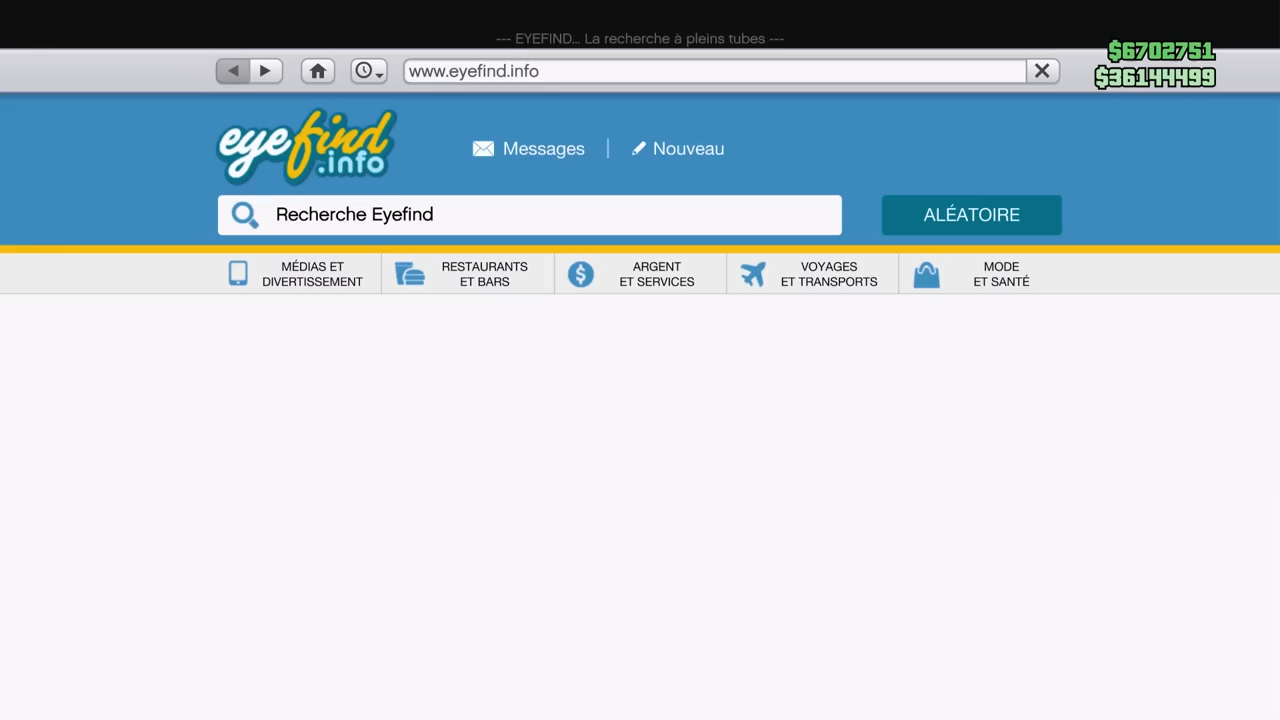 --- EYEFIND... La recherche à pleins tubes ---
$6702751
www.eyefind.info
$36144499
eyefind
.info
Messages
Nouveau
Recherche Eyefind
ALÉATOIRE
MÉDIAS ET
DIVERTISSEMENT
RESTAURANTS
ET BARS
ARGENT
ET SERVICES
VOYAGES
ET TRANSPORTS
MODE
ET SANTÉ